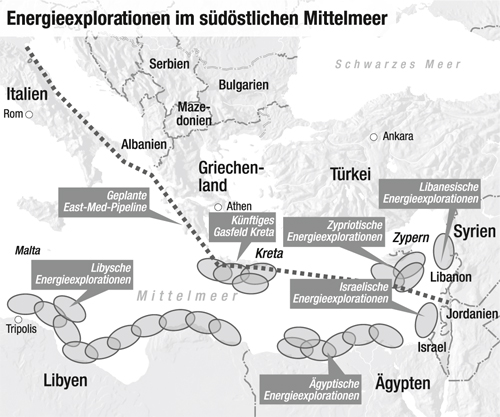 Energieexplorationen im südöstlichen Mittelmeer
Serbien
Schwarzes Meer
Bulgarien
Italien
Rom
Maze-
donien
Ankara
Albanien
Griechen-
land
Türkei
Libanesische
Energieexplorationen
Geplante
East-Med-Pipeline
Athen
Künftiges
Gasfeld Kreta
Zypriotische
Energieexplorationen
Syrien
Zypern
Malta
Kreta
Libysche
Energieexplorationen
Libanon
Israelische
Energieexplorationen
Mittelmeer
Jordanien
Tripolis
Israel
Libyen
Ägyptische
Energieexplorationen
Ägypten